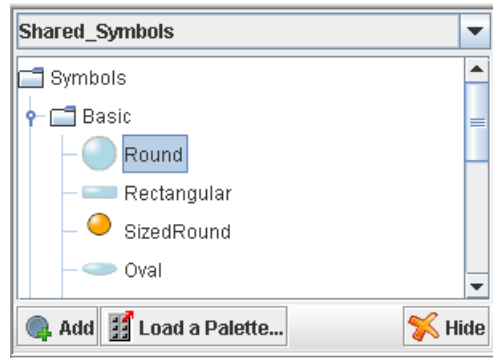 Shared_Symbols
Symbols
Basic
Round
Rectangular
SizedRound
Oval
Add Load a Palette... Hide